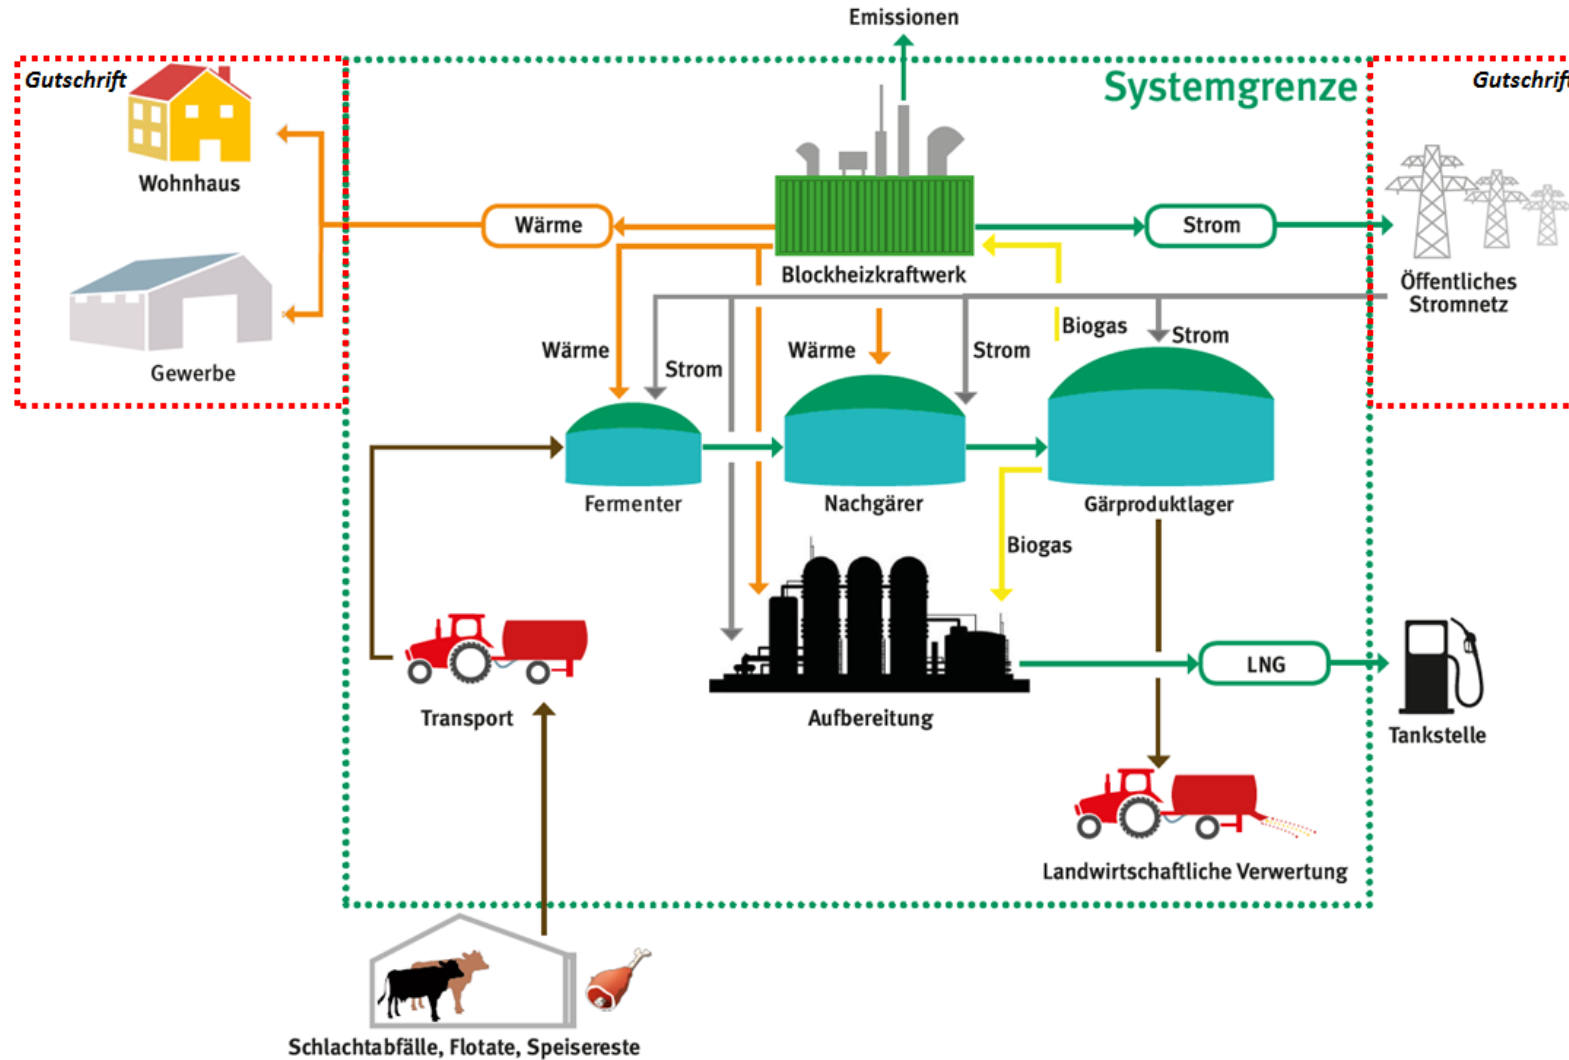 Emissionen
Gutschrift
Systemgrenze
Gutschrift
Wohnhaus
Wärme
Strom
Blockheizkraftwerk
Öffentliches
Stromnetz
Gewerbe
Wärme
Strom
Wärme
Strom
Biogas
Strom
Fermenter
Nachgärer
Gärproduktlager
Biogas
Transport
Aufbereitung
LNG
Tankstelle
Landwirtschaftliche Verwertung
Schlachtabfälle, Flotate, Speisereste